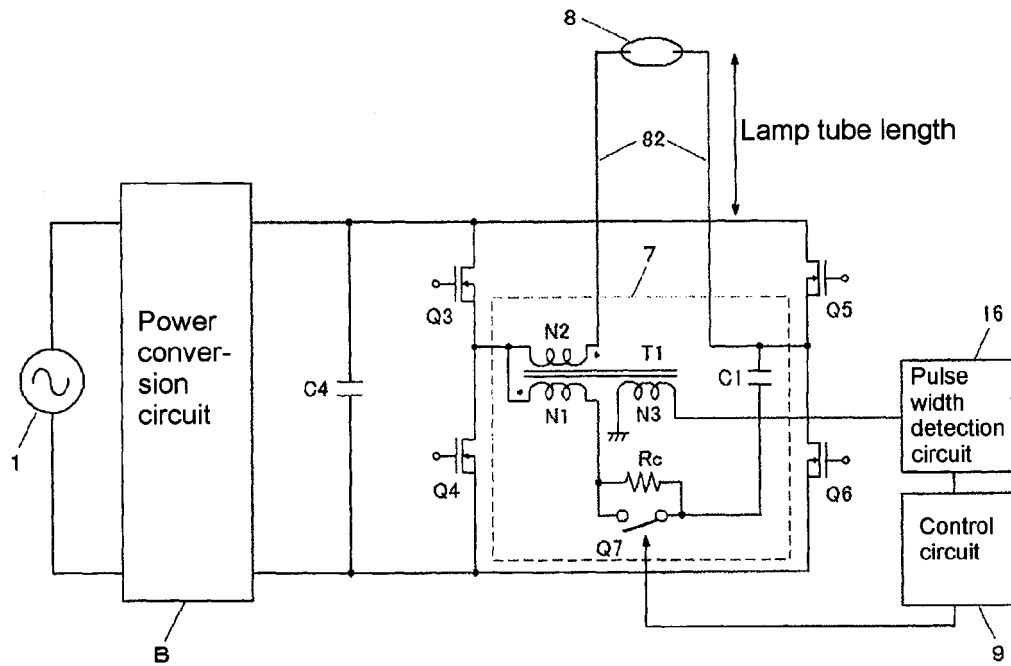 8
Lamp tube length
82
7
Q3
Q5
16
Power
conver-
sion
circuit
N2
T1
C4
C1
N1
N3
Pulse
width
detection
circuit
1
Q4
Rc
Q6
Q7
Control
circuit
B
9